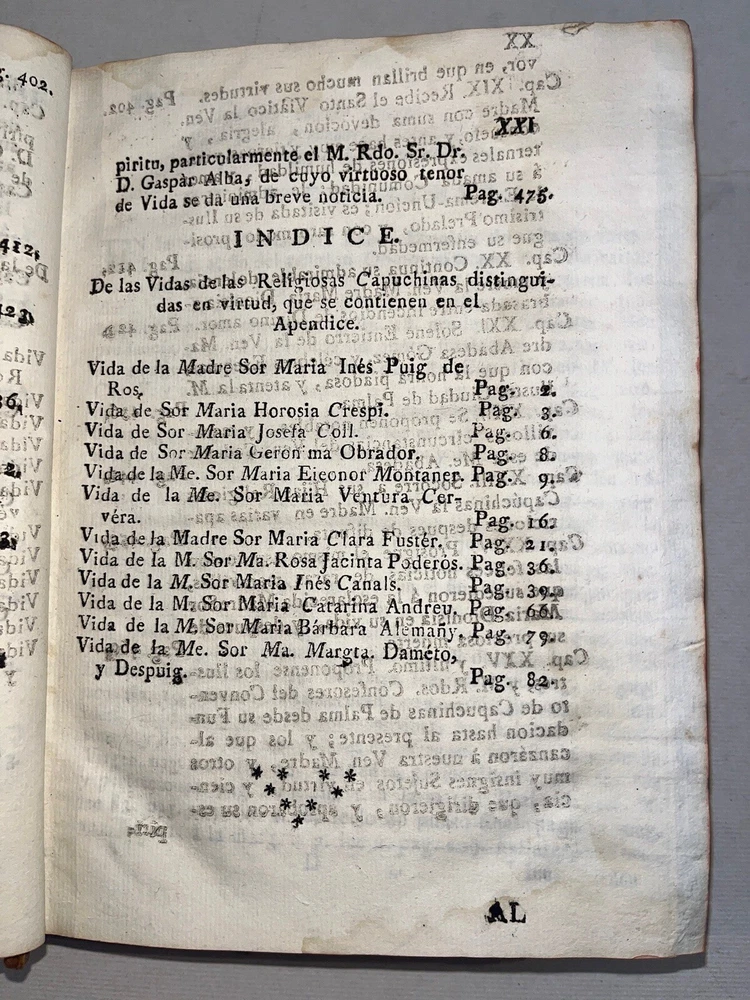 XXI
piritu, particularmente el M. Rdo. Sr. Dr.
D. Gaspàr Alba, de cuyo virtuoso tenor
de Vida se da una breve noticia. Pag. 475.
INDICE.
De las Vidas de las Religiosas Capuchinas distingui-
das en virtud, que se contienen en el
Apendice.
Vida de la Madre Sor Maria Inés Puig de
Ros. Pag. 2.
Vida de Sor Maria Horosia Crespi. Pag. 3.
Vida de Sor Maria Josefa Coll. Pag. 6.
Vida de Sor Maria Geron ma Obrador. Pag. 8.
Vida de la Me. Sor Maria Eleonor Montaner. Pag. 9.
Vida de la Me. Sor Maria Ventura Cer-
véra. Pag. 16.
Vida de la Madre Sor Maria Clara Fustér. Pag. 21.
Vida de la M. Sor Ma. Rosa Jacinta Poderós. Pag. 36.
Vida de la M. Sor Maria Inés Canals. Pag. 39.
Vida de la M. Sor Maria Catarina Andreu. Pag. 66.
Vida de la M. Sor Maria Bárbara Alemañy. Pag. 79.
Vida de la Me. Sor Ma. Margta. Dameto,
y Despuig. Pag. 82.
AL